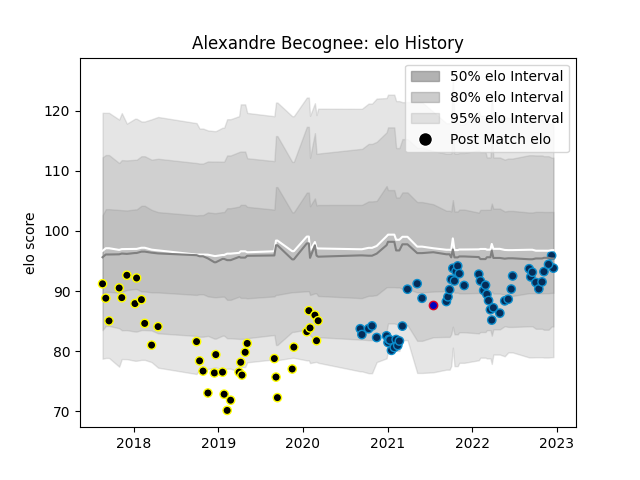 Alexandre Becognee: elo History
50% elo Interval
80% elo Interval
95% elo Interval
Post Match elo
elo score
120
110
100
90
80
70
2018 2019 2020 2021 2022 2023